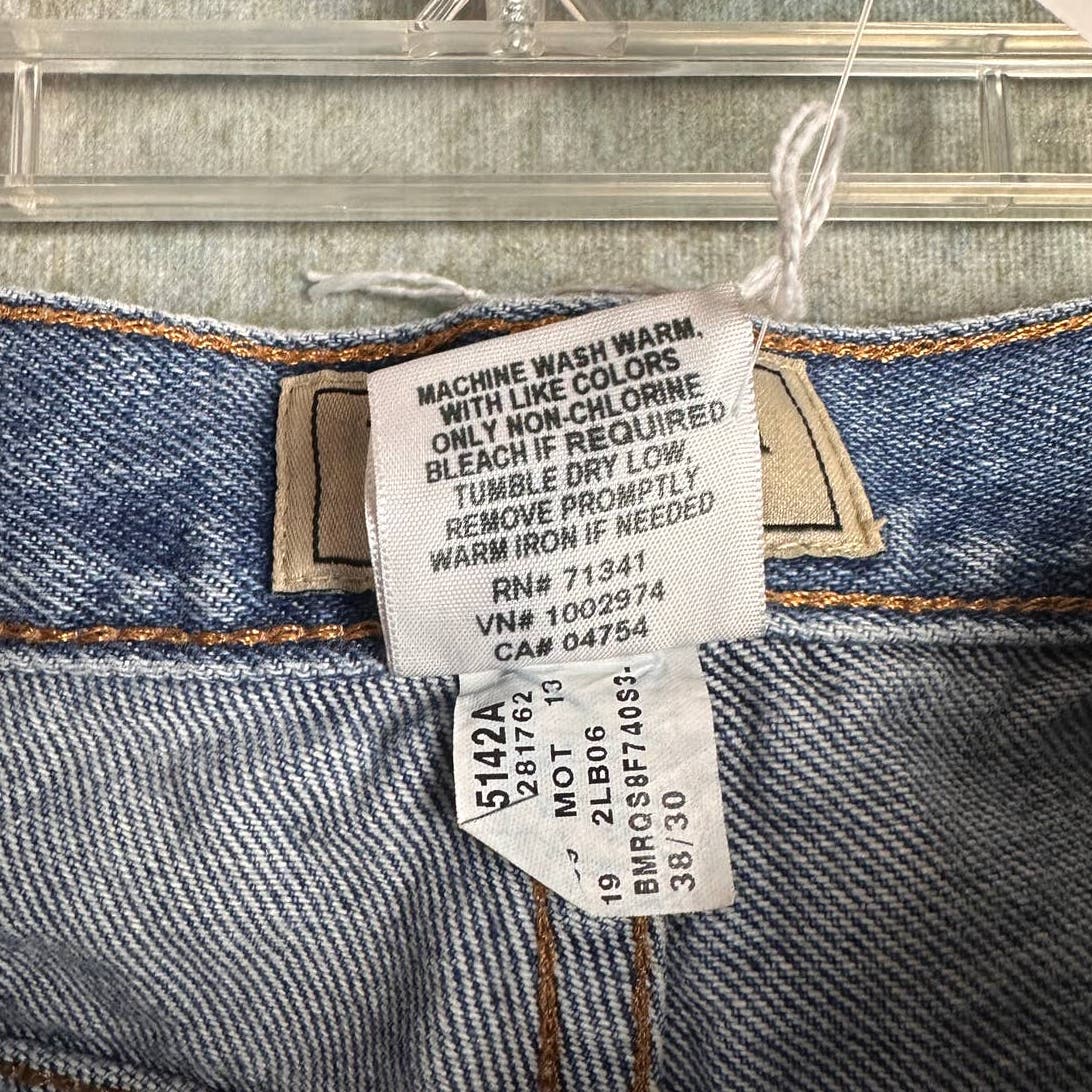 MACHINE WASH WARM,
WITH LIKE COLORS
ONLY NON-CHLORINE
BLEACH IF REQUIRED
TUMBLE DRY LOW,
REMOVE PROMPTLY
WARM IRON IF NEEDED
RN# 71341
VN# 1002974
CA# 04754
5142A
281762
MOT 13
19 2LB06
BMRQS8F740S3-
38/30